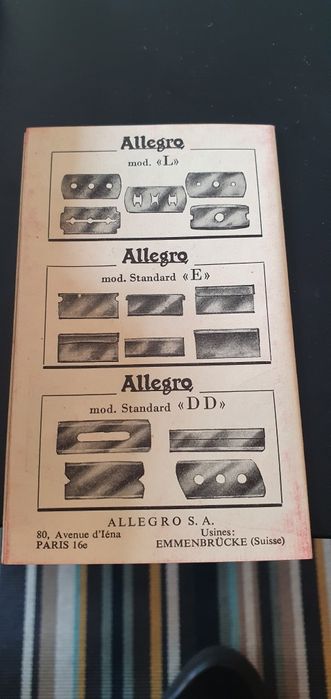 Allegro
mod. «L»
Allegro
mod. Standard «E»
Allegro
mod. Standard «DD»
ALLEGRO S. A.
80, Avenue d'Iéna
PARIS 16e
Usines:
EMMENBRÜCKE (Suisse)